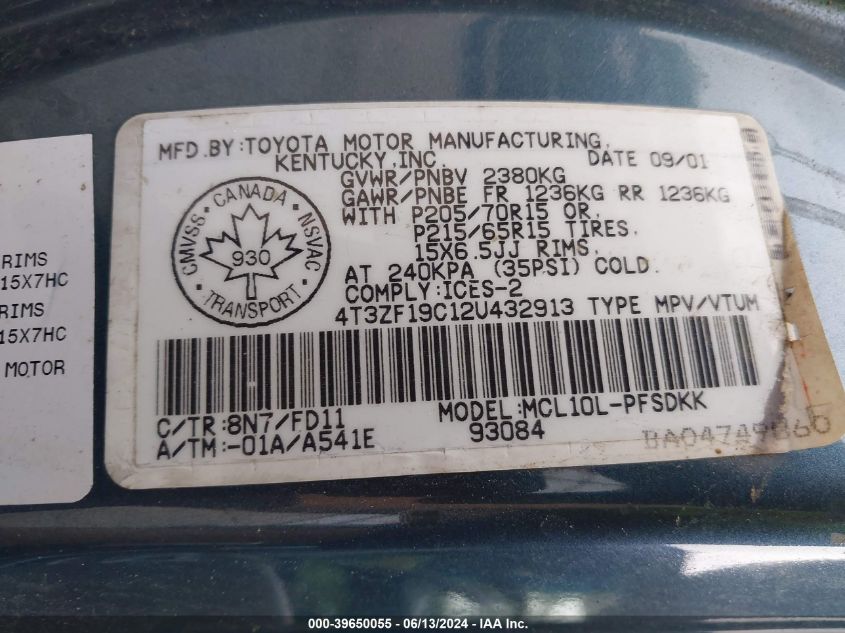 RIMS
15X7HC
RIMS
15X7HC
MOTOR
MFD.BY:TOYOTA MOTOR MANUFACTURING,
KENTUCKY,INC. DATE 09/01
GVWR/PNBV 2380KG
GAWR/PNBE FR 1236KG RR 1236KG
WITH P205/70R15 OR,
P215/65R15 TIRES,
15X6.5JJ RIMS,
AT 240KPA (35PSI) COLD.
COMPLY:ICES-2
4T3ZF19C12U432913 TYPE MPV/VTUM
CANADA
CMVSS NSVAC
930
TRANSPORT
C/TR:8N7/FD11 MODEL:MCL10L-PFSDKK
A/TM:-01A/A541E 93084
000-39650055 - 06/13/2024 - IAA Inc.